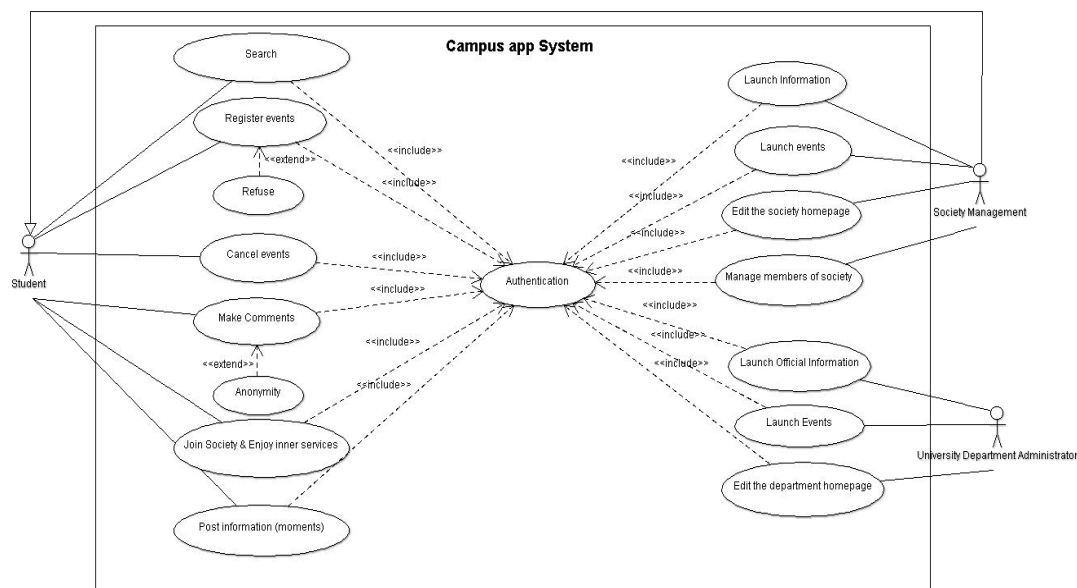 Campus app System
Search
Launch Information
Register events
<<include>>
<<include>>
Launch events
<<extend>>
<<include>>
Refuse
<<include>>
Society Management
Edit the society homepage
<<include>>
Student
Cancel events
<<include>>
<<include>>
Manage members of society
Authentication
<<include>>
Make Comments
<<include>>
<<include>>
<<extend>>
<<include>>
Launch Official Information
<<include>>
Anonymity
<<include>>
Launch Events
Join Society & Enjoy inner services
University Department Administrator
Edit the department homepage
Post information (moments)